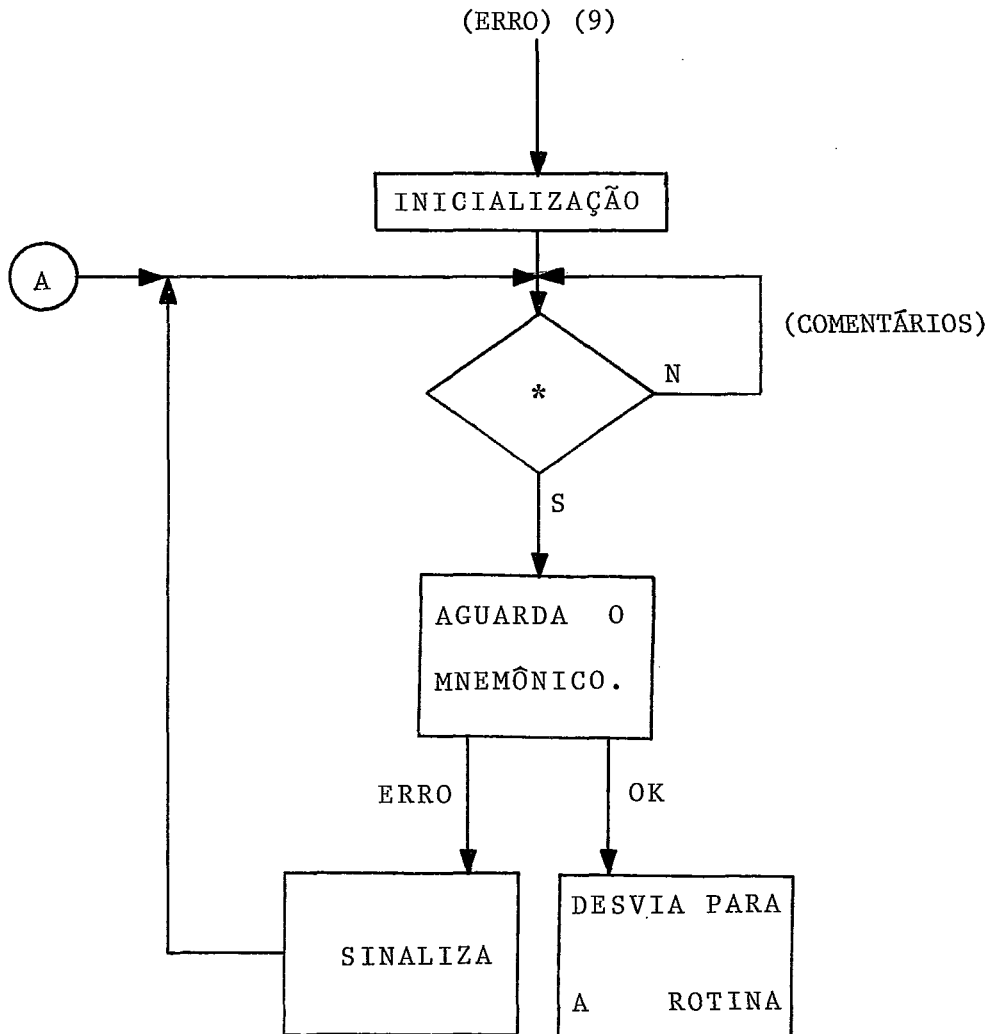 (ERRO) (9)
INICIALIZAÇÃO
A
(COMENTÁRIOS)
N
*
S
AGUARDA O
MNEMÔNICO.
ERRO
OK
SINALIZA
DESVIA PARA
A ROTINA